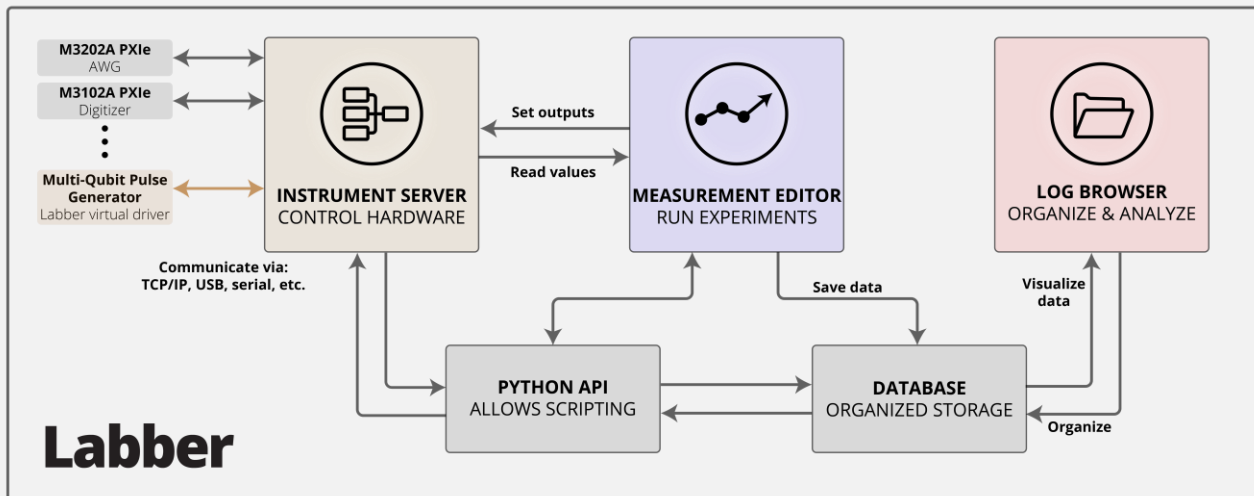 M3202A PXIe
AWG
M3102A PXIe
Digitizer
Multi-Qubit Pulse
Generator
Labber virtual driver
INSTRUMENT SERVER
CONTROL HARDWARE
Communicate via:
TCP/IP, USB, serial, etc.
Set outputs
Read values
MEASUREMENT EDITOR
RUN EXPERIMENTS
LOG BROWSER
ORGANIZE & ANALYZE
Save data
Visualize
data
PYTHON API
ALLOWS SCRIPTING
DATABASE
ORGANIZED STORAGE
Organize
Labber